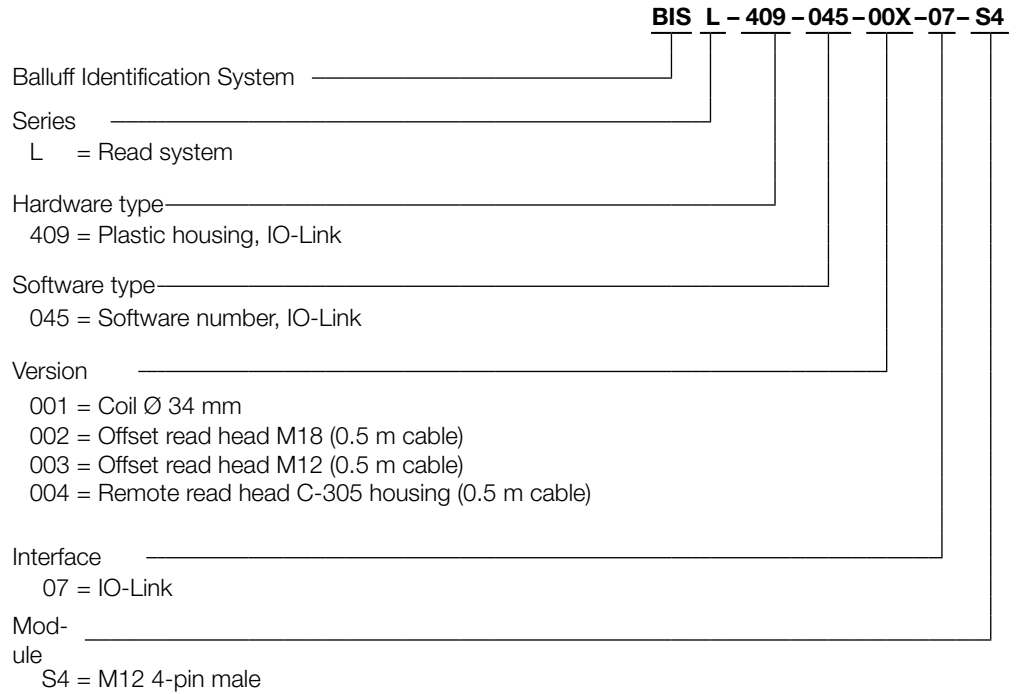 BIS L – 409 – 045 – 00X – 07 – S4
Balluff Identification System
Series
L = Read system
Hardware type
409 = Plastic housing, IO-Link
Software type
045 = Software number, IO-Link
Version
001 = Coil Ø 34 mm
002 = Offset read head M18 (0.5 m cable)
003 = Offset read head M12 (0.5 m cable)
004 = Remote read head C-305 housing (0.5 m cable)
Interface
07 = IO-Link
Mod-
ule
S4 = M12 4-pin male